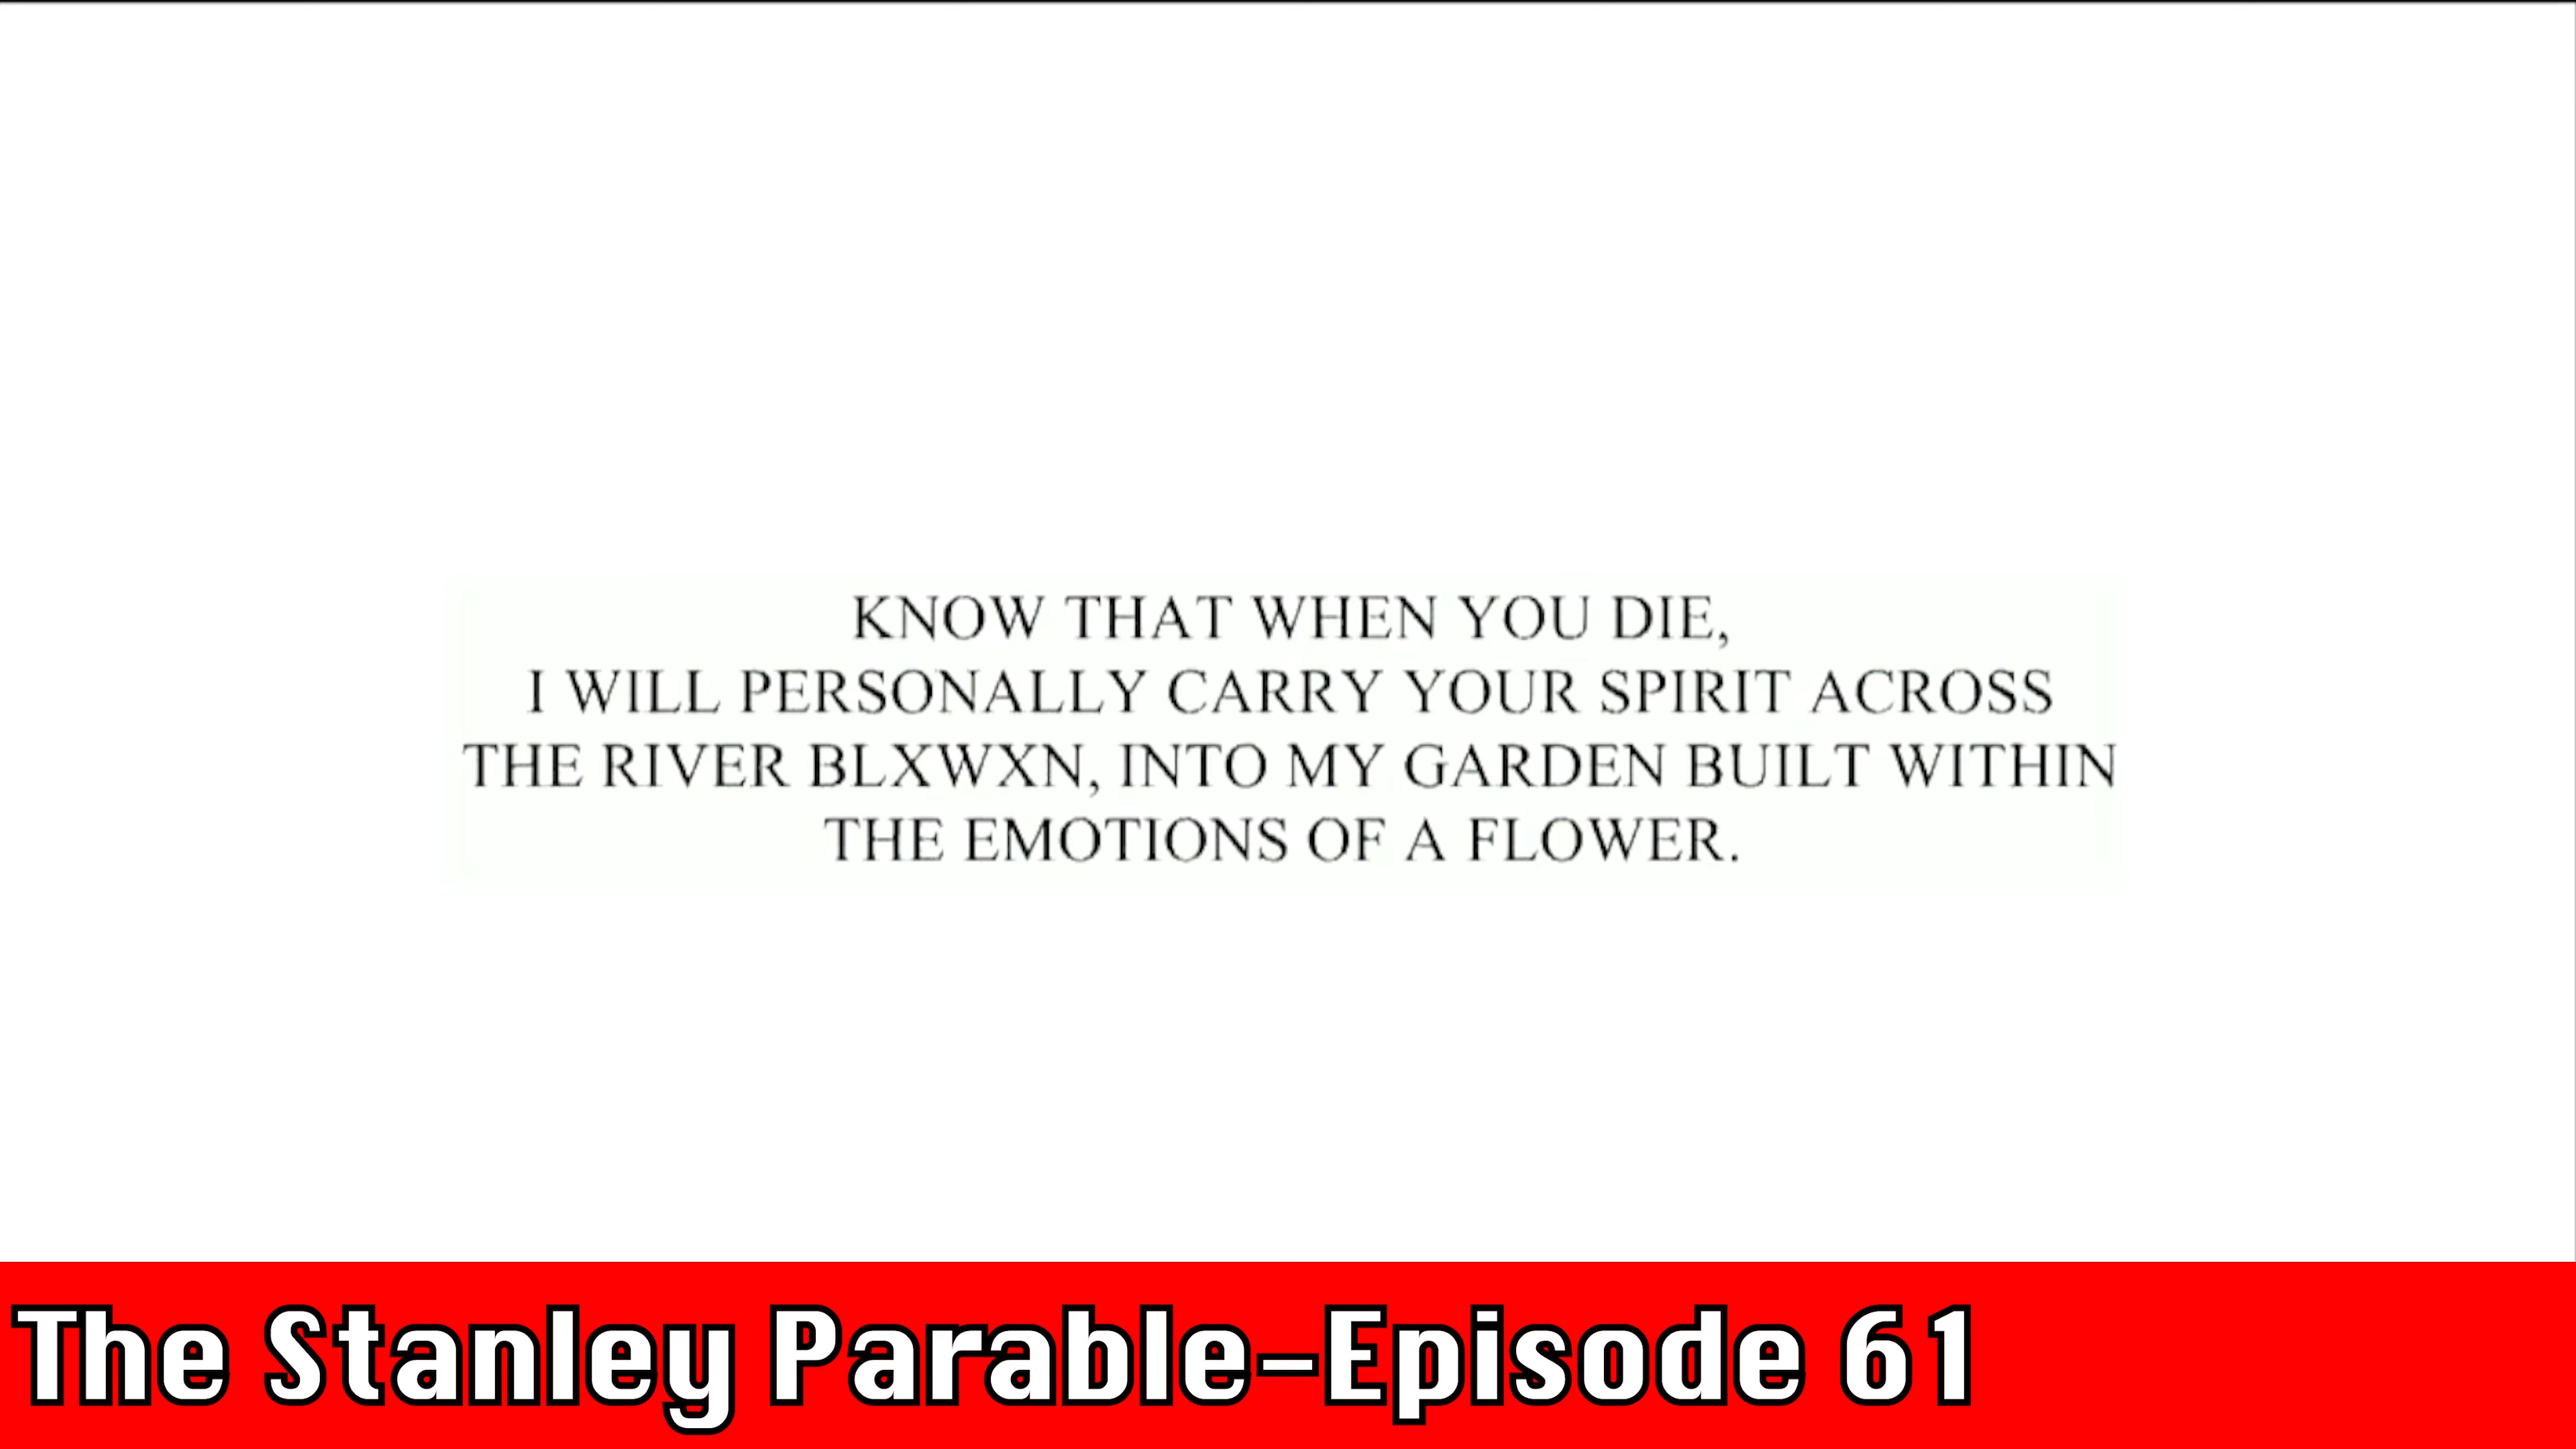 KNOW THAT WHEN YOU DIE,
I WILL PERSONALLY CARRY YOUR SPIRIT ACROSS
THE RIVER BLXWXN, INTO MY GARDEN BUILT WITHIN
THE EMOTIONS OF A FLOWER.
The Stanley Parable-Episode 61